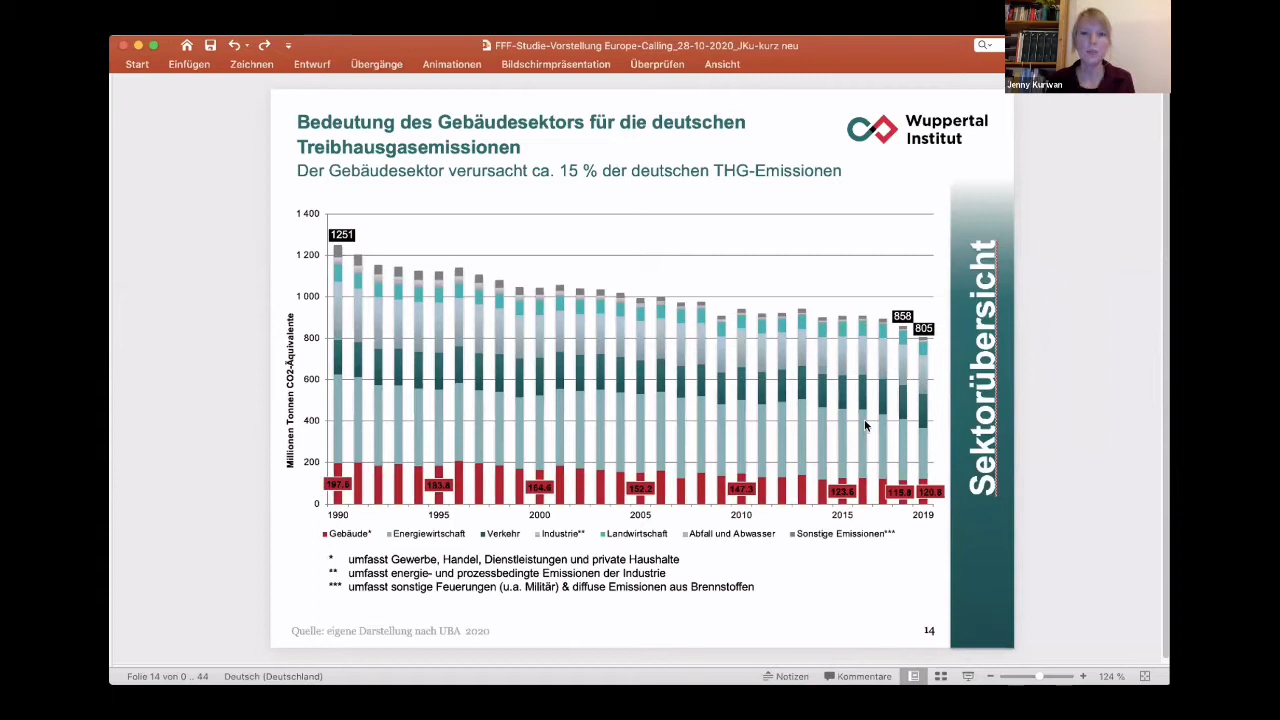 FFF-Studie-Vorstellung Europe-Calling_28-10-2020_JKu-kurz neu
Start Einfügen Zeichnen Entwurf Übergänge Animationen Bildschirmpräsentation Überprüfen Ansicht
Jenny Kurwan
Bedeutung des Gebäudesektors für die deutschen
Treibhausgasemissionen
Der Gebäudesektor verursacht ca. 15 % der deutschen THG-Emissionen
Wuppertal
Institut
Sektorübersicht
Millionen Tonnen CO2-Äquivalente
1 400
1 200
1 000
800
600
400
200
0
1251
858
805
197.6 183.8 164.6 152.2 147.3 123.6 115.8 120.8
1990 1995 2000 2005 2010 2015 2019
Gebäude* Energiewirtschaft Verkehr Industrie** Landwirtschaft Abfall und Abwasser Sonstige Emissionen***
* umfasst Gewerbe, Handel, Dienstleistungen und private Haushalte
** umfasst energie- und prozessbedingte Emissionen der Industrie
*** umfasst sonstige Feuerungen (u.a. Militär) & diffuse Emissionen aus Brennstoffen
Quelle: eigene Darstellung nach UBA 2020
14
Folie 14 von 0 .. 44 Deutsch (Deutschland) Notizen Kommentare 124 %